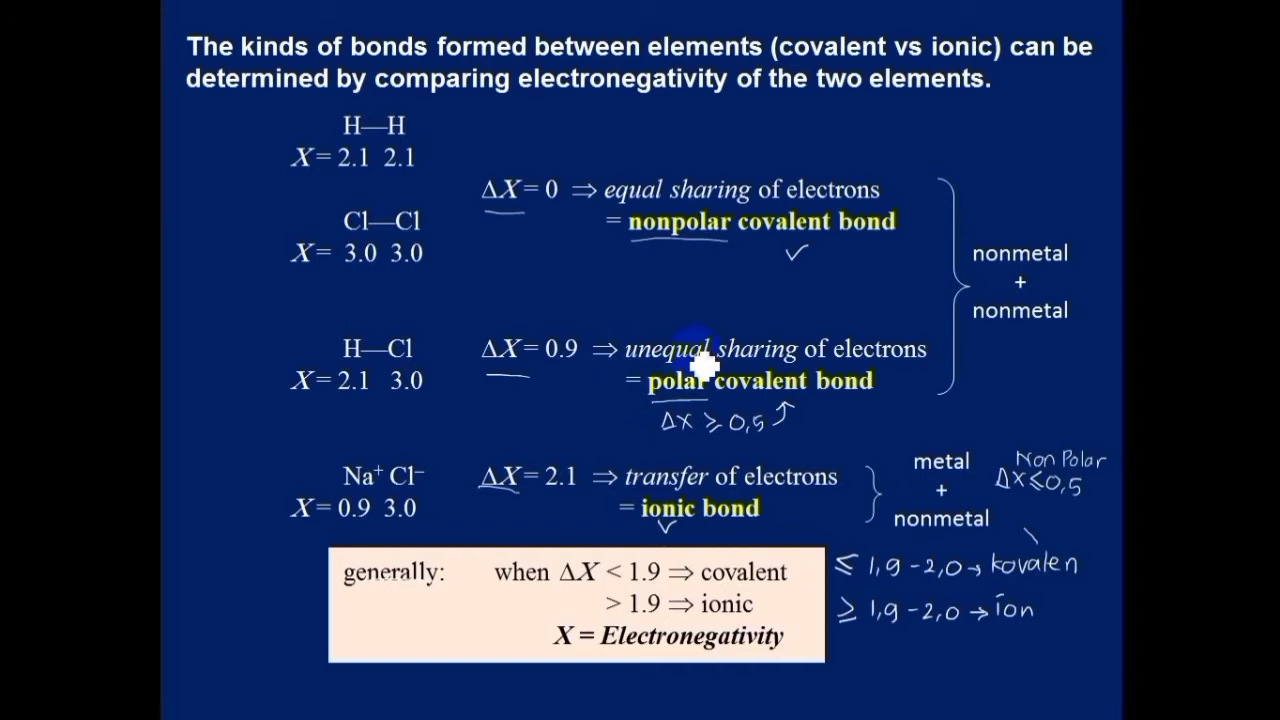 The kinds of bonds formed between elements (covalent vs ionic) can be
determined by comparing electronegativity of the two elements.
H—H
X = 2.1 2.1
ΔX = 0 ⇒ equal sharing of electrons
= nonpolar covalent bond
Cl—Cl
X = 3.0 3.0
nonmetal
+
nonmetal
H—Cl
X = 2.1 3.0
ΔX = 0.9 ⇒ unequal sharing of electrons
= polar covalent bond
ΔX ≥ 0,5
Na⁺ Cl⁻
X = 0.9 3.0
ΔX = 2.1 ⇒ transfer of electrons
= ionic bond
metal
+
nonmetal
Non Polar
ΔX ≤ 0,5
generally: when ΔX < 1.9 ⇒ covalent
> 1.9 ⇒ ionic
X = Electronegativity
≤ 1,9 - 2,0 → kovalen
≥ 1,9 - 2,0 → ion